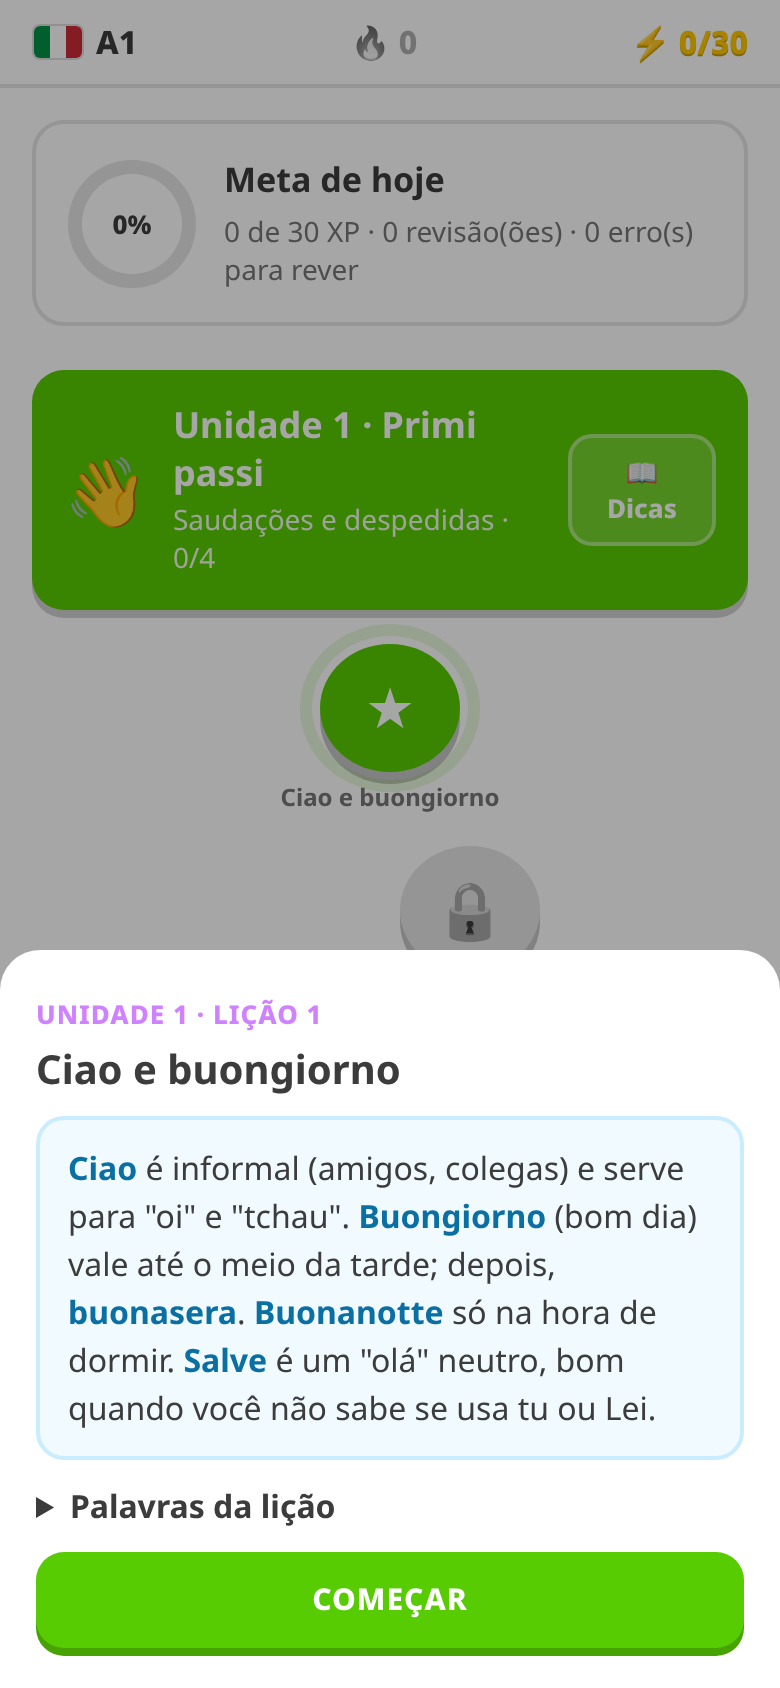 A1
0
0/30
0%
Meta de hoje
0 de 30 XP · 0 revisão(ões) · 0 erro(s)
para rever
Unidade 1 · Primi
passi
Saudações e despedidas ·
0/4
Dicas
Ciao e buongiorno
UNIDADE 1 · LIÇÃO 1
Ciao e buongiorno
Ciao é informal (amigos, colegas) e serve
para "oi" e "tchau". Buongiorno (bom dia)
vale até o meio da tarde; depois,
buonasera. Buonanotte só na hora de
dormir. Salve é um "olá" neutro, bom
quando você não sabe se usa tu ou Lei.
Palavras da lição
COMEÇAR